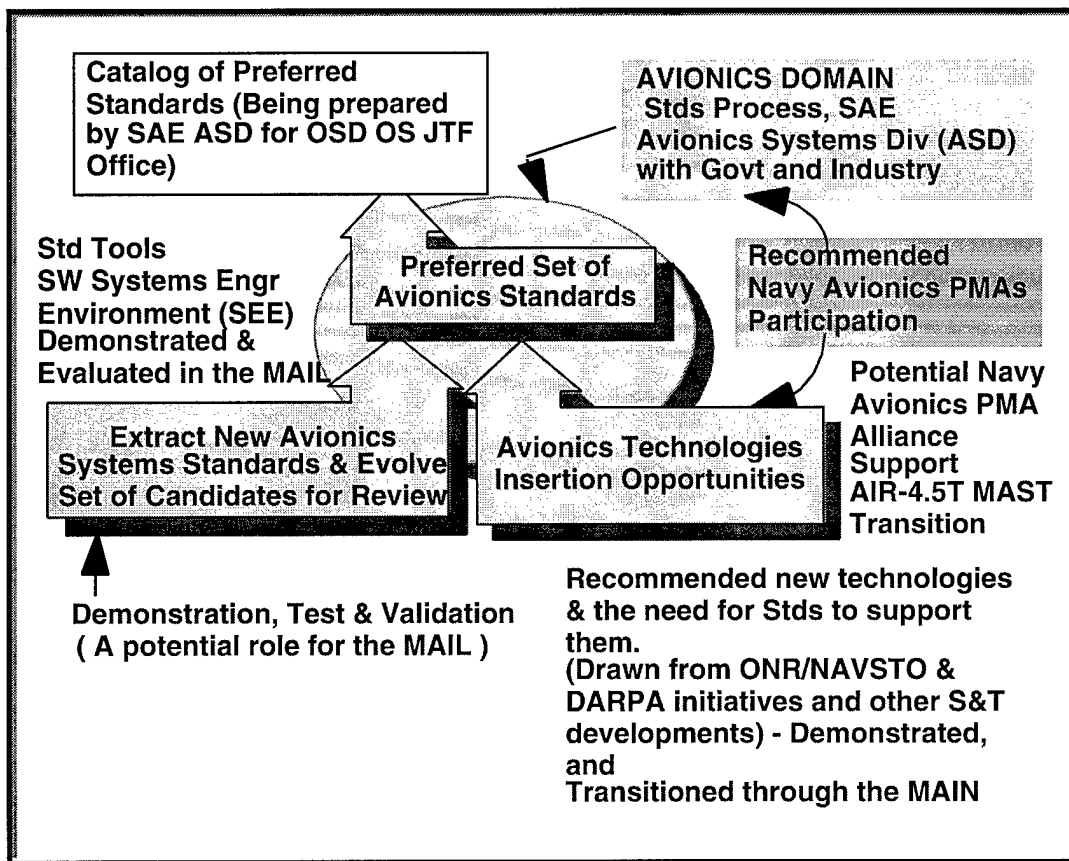 Catalog of Preferred
Standards (Being prepared
by SAE ASD for OSD OS JTF
Office)
AVIONICS DOMAIN
Stds Process, SAE
Avionics Systems Div (ASD)
with Govt and Industry
Std Tools
SW Systems Engr
Environment (SEE)
Demonstrated &
Evaluated in the MAIL
Preferred Set of
Avionics Standards
Recommended
Navy Avionics PMAs
Participation
Potential Navy
Avionics PMA
Alliance
Support
AIR-4.5T MAST
Transition
Extract New Avionics
Systems Standards & Evolve
Set of Candidates for Review
Avionics Technologies
Insertion Opportunities
Demonstration, Test & Validation
( A potential role for the MAIL )
Recommended new technologies
& the need for Stds to support
them.
(Drawn from ONR/NAVSTO &
DARPA initiatives and other S&T
developments) - Demonstrated,
and
Transitioned through the MAIN